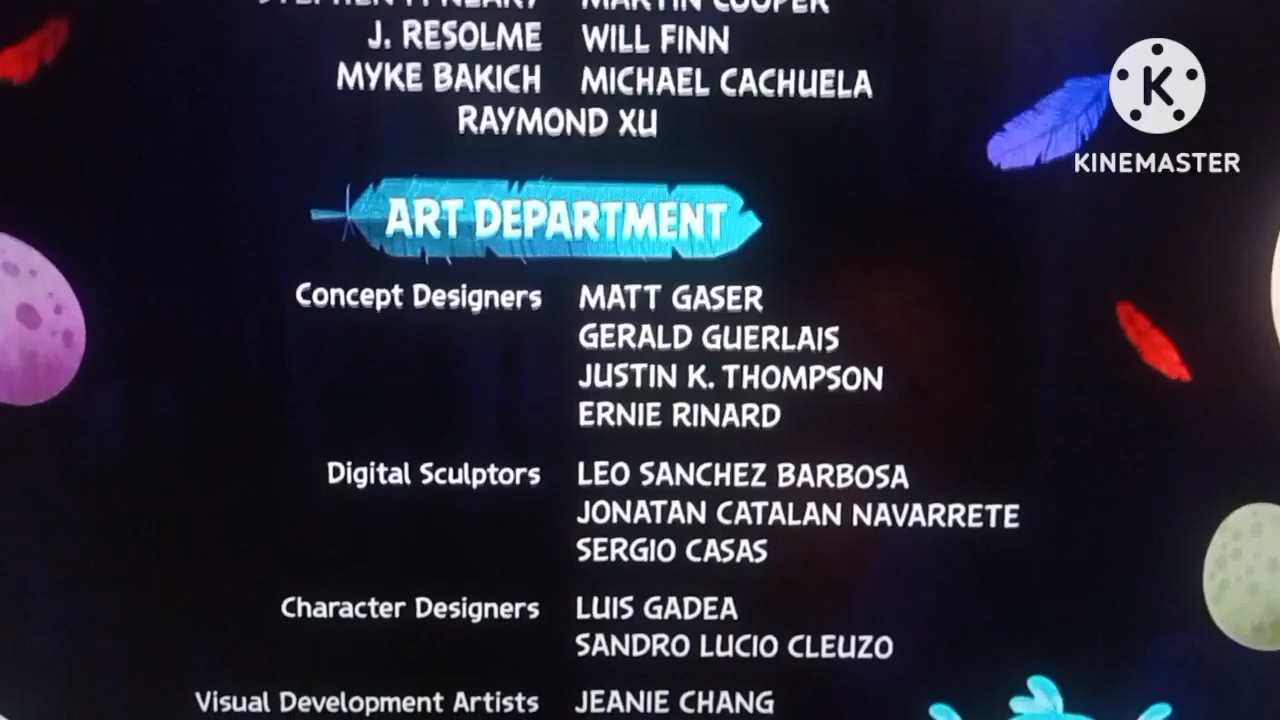 MARTIN COOPER
J. RESOLME WILL FINN
MYKE BAKICH MICHAEL CACHUELA
RAYMOND XU
K
KINEMASTER
ART DEPARTMENT
Concept Designers MATT GASER
GERALD GUERLAIS
JUSTIN K. THOMPSON
ERNIE RINARD
Digital Sculptors LEO SANCHEZ BARBOSA
JONATAN CATALAN NAVARRETE
SERGIO CASAS
Character Designers LUIS GADEA
SANDRO LUCIO CLEUZO
Visual Development Artists JEANIE CHANG